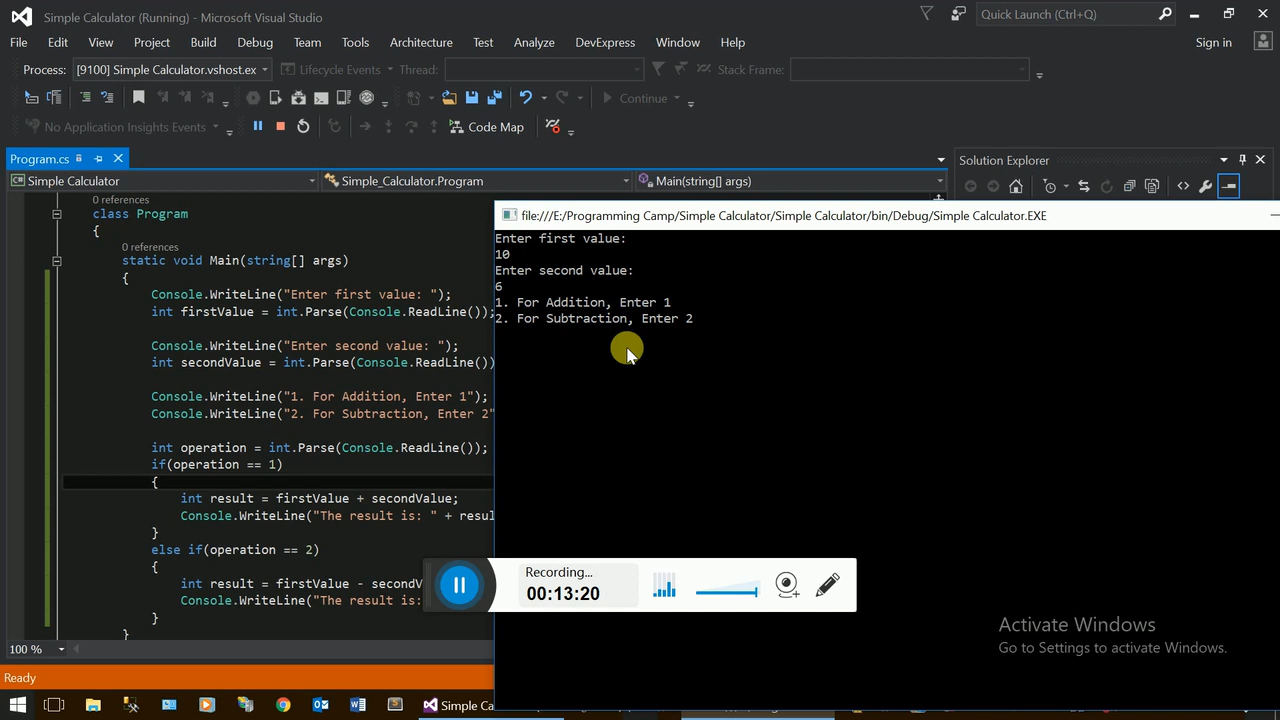 Simple Calculator (Running) - Microsoft Visual Studio
Quick Launch (Ctrl+Q)
File Edit View Project Build Debug Team Tools Architecture Test Analyze DevExpress Window Help
Sign in
Process: [9100] Simple Calculator.vshost.ex Lifecycle Events Thread: Stack Frame:
Continue
No Application Insights Events Code Map
Program.cs
Solution Explorer
Simple Calculator Simple_Calculator.Program Main(string[] args)
0 references
class Program
{
0 references
static void Main(string[] args)
{
Console.WriteLine("Enter first value: ");
int firstValue = int.Parse(Console.ReadLine());
Console.WriteLine("Enter second value: ");
int secondValue = int.Parse(Console.ReadLine())
Console.WriteLine("1. For Addition, Enter 1");
Console.WriteLine("2. For Subtraction, Enter 2"
int operation = int.Parse(Console.ReadLine());
if(operation == 1)
{
int result = firstValue + secondValue;
Console.WriteLine("The result is: " + resul
}
else if(operation == 2)
{
int result = firstValue - secondV
Console.WriteLine("The result is:
}
}
100 %
Ready
file:///E:/Programming Camp/Simple Calculator/Simple Calculator/bin/Debug/Simple Calculator.EXE
Enter first value:
10
Enter second value:
6
1. For Addition, Enter 1
2. For Subtraction, Enter 2
Recording...
00:13:20
Activate Windows
Go to Settings to activate Windows.
Simple Ca